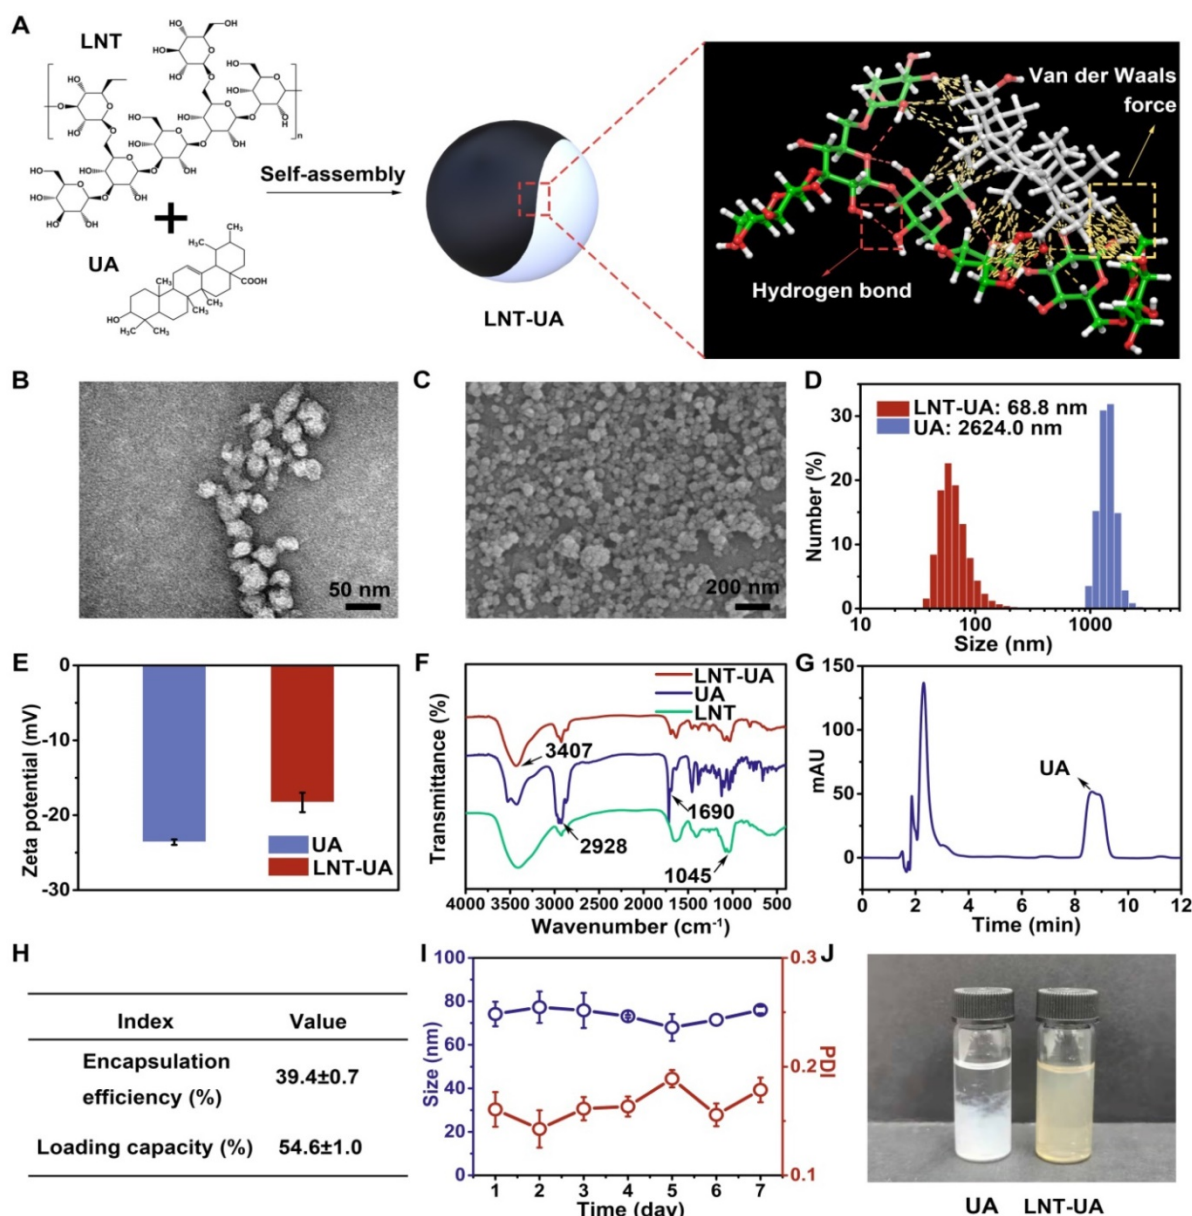 A
LNT
UA
HO
OH
O
n
H₃C
CH₃
COOH
Self-assembly
LNT-UA
Van der Waals
force
Hydrogen bond
B
50 nm
C
200 nm
D
LNT-UA: 68.8 nm
UA: 2624.0 nm
Number (%)
30
20
10
0
10
100
1000
Size (nm)
E
Zeta potential (mV)
0
-10
-20
-30
UA
LNT-UA
F
LNT-UA
UA
LNT
3407
2928
1690
1045
Transmittance (%)
4000 3500 3000 2500 2000 1500 1000 500
Wavenumber (cm⁻¹)
G
150
100
50
0
mAU
UA
0 2 4 6 8 10 12
Time (min)
H
Index Value
Encapsulation
efficiency (%)
39.4±0.7
Loading capacity (%) 54.6±1.0
I
Size (nm)
100
80
60
40
20
0
0.3
0.2
0.1
PDI
1 2 3 4 5 6 7
Time (day)
J
UA LNT-UA